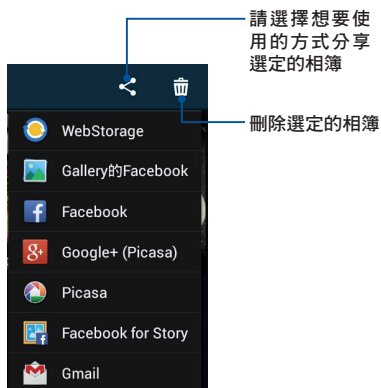 請選擇想要使
用的方式分享
選定的相簿
刪除選定的相簿
WebStorage
Gallery的Facebook
Facebook
Google+ (Picasa)
Picasa
Facebook for Story
Gmail